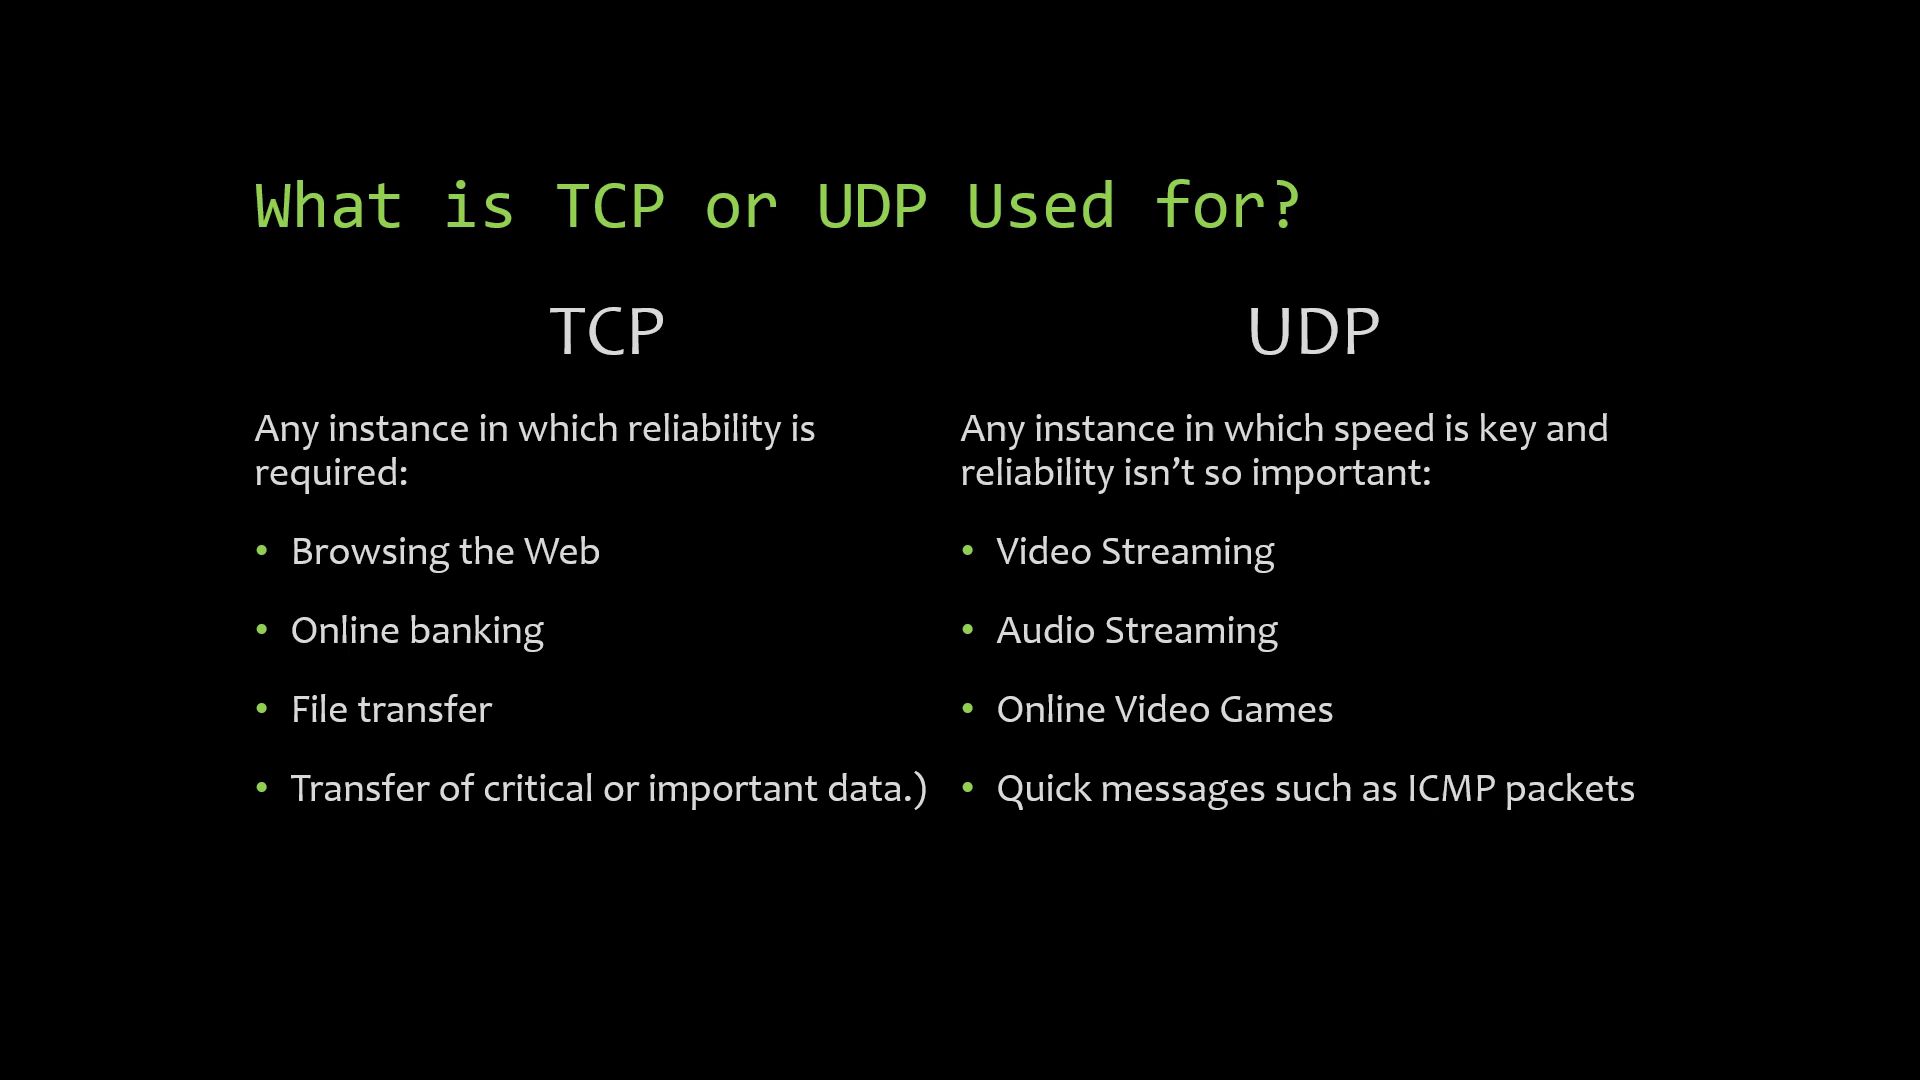 What is TCP or UDP Used for?
TCP
Any instance in which reliability is
required:
• Browsing the Web
• Online banking
• File transfer
• Transfer of critical or important data.)
UDP
Any instance in which speed is key and
reliability isn’t so important:
• Video Streaming
• Audio Streaming
• Online Video Games
• Quick messages such as ICMP packets